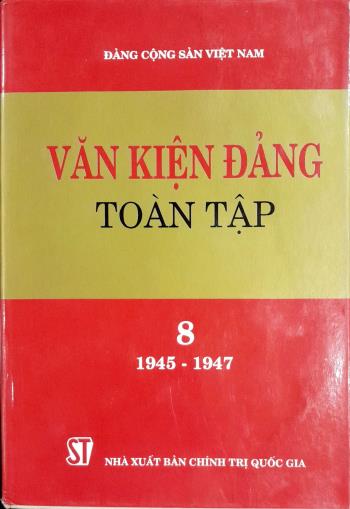 ĐẢNG CỘNG SẢN VIỆT NAM
VĂN KIỆN ĐẢNG
TOÀN TẬP
8
1945 - 1947
ST
NHÀ XUẤT BẢN CHÍNH TRỊ QUỐC GIA